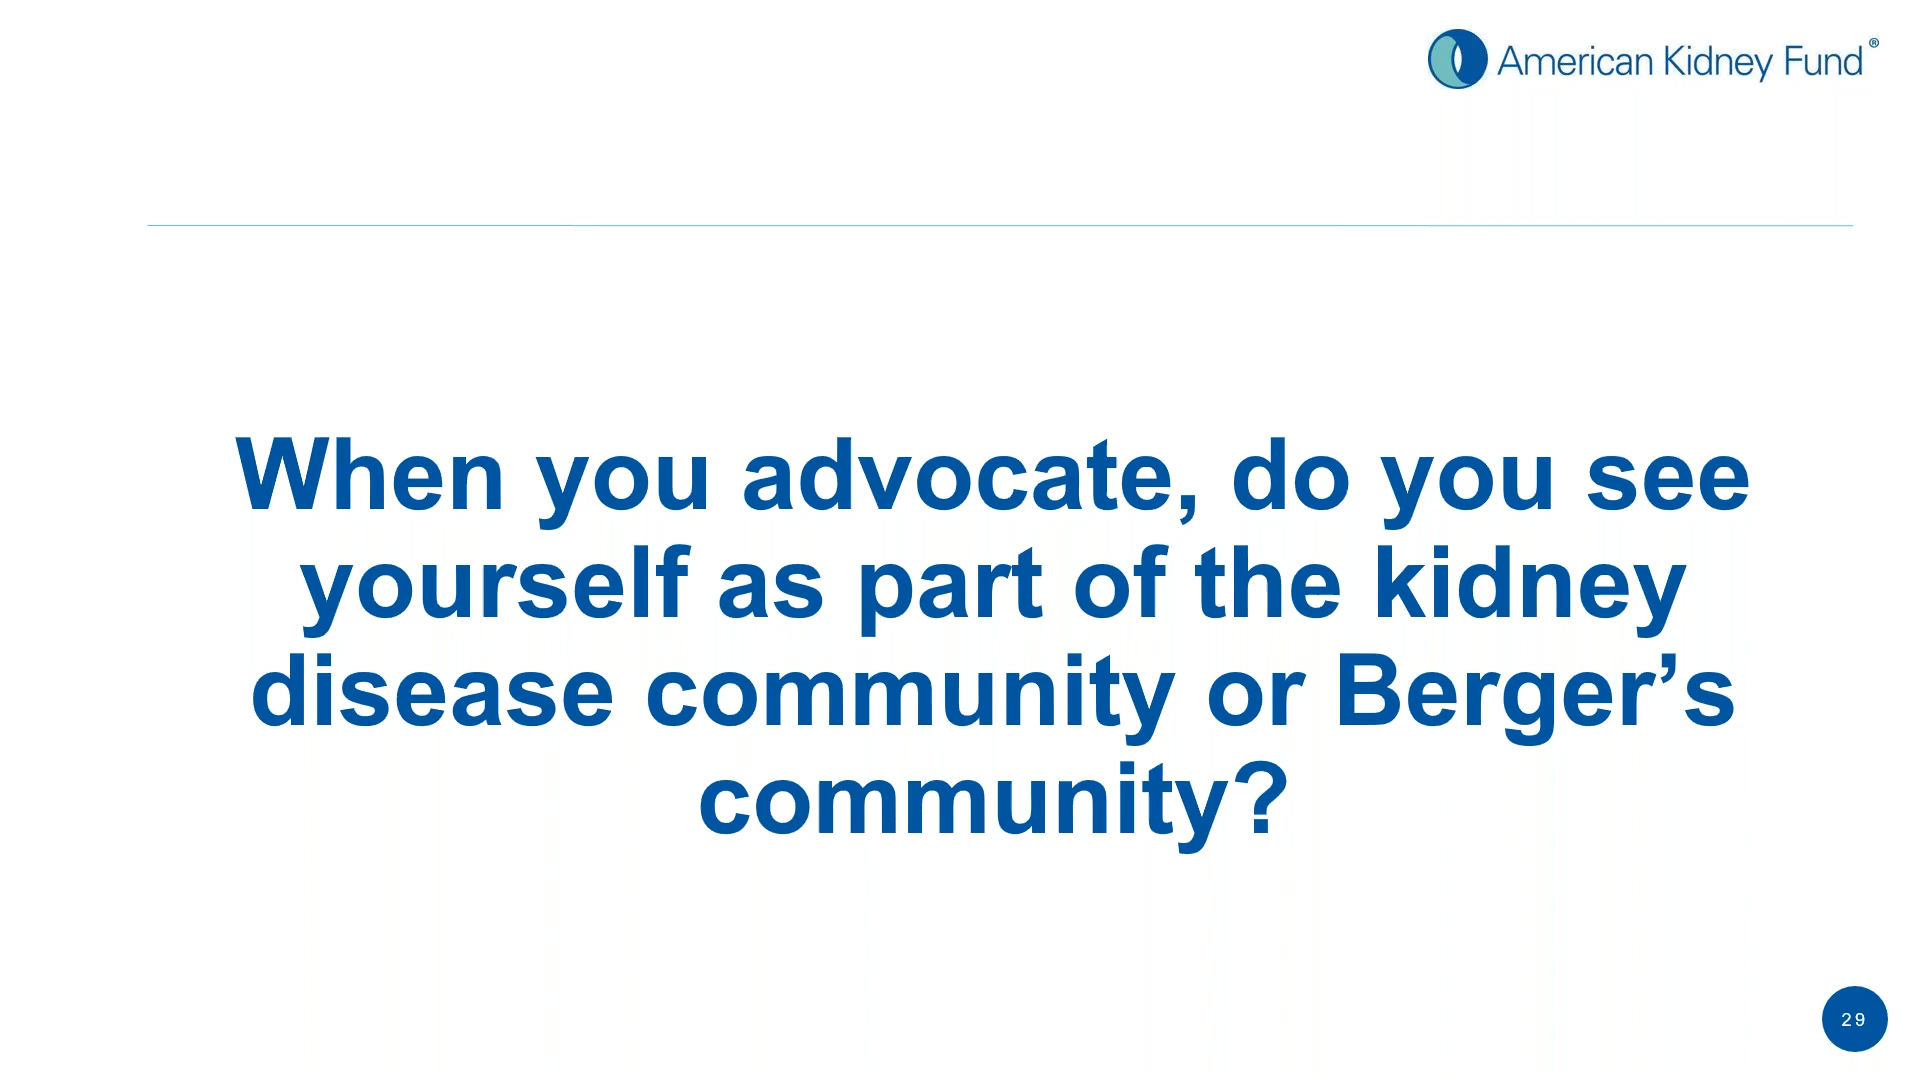 American Kidney Fund®
When you advocate, do you see
yourself as part of the kidney
disease community or Berger’s
community?
29